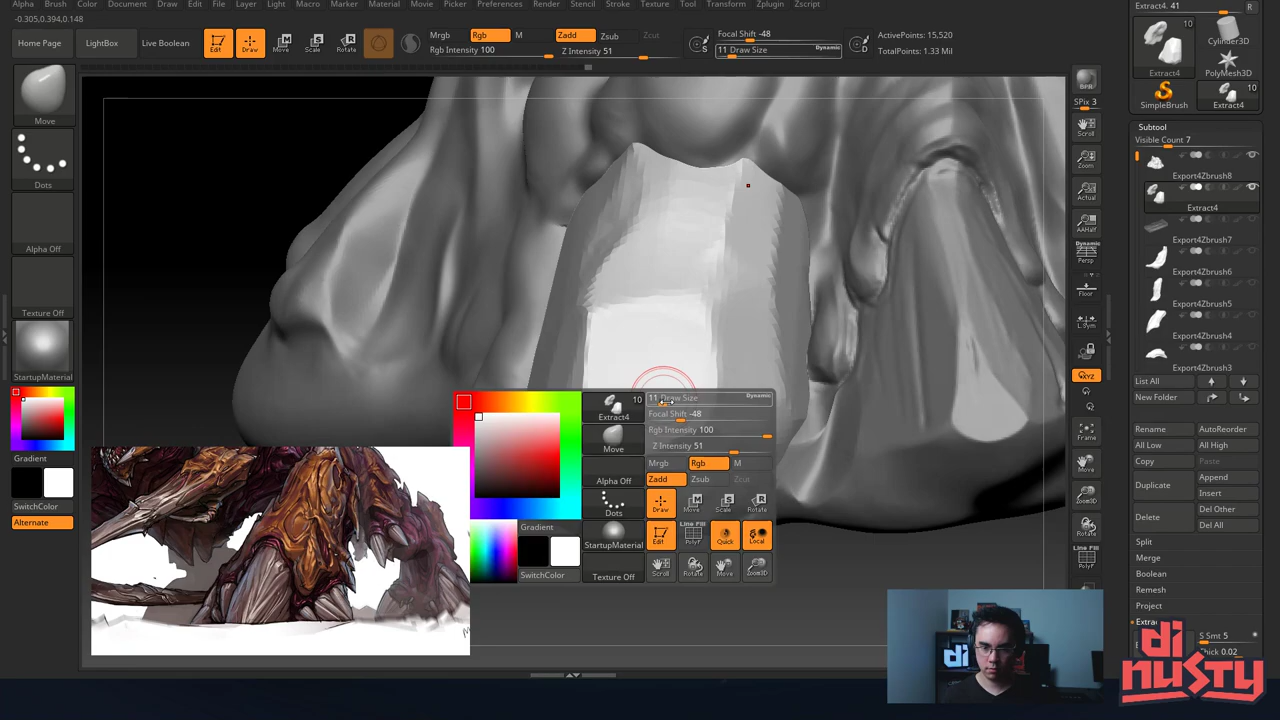 Alpha Brush Color Document Draw Edit File Layer Light Macro Marker Material Movie Picker Preferences Render Stencil Stroke Texture Tool Transform Zplugin Zscript
-0.305,0.394,0.148
Home Page LightBox Live Boolean Edit Draw Move Scale Rotate
Mrgb Rgb M Zadd Zsub Zcut
Rgb Intensity 100 Z Intensity 51
Focal Shift -48
11 Draw Size Dynamic
S
D
ActivePoints: 15,520
TotalPoints: 1.33 Mil
Move
Dots
Alpha Off
Texture Off
StartupMaterial
Gradient
SwitchColor
Alternate
10
Extract4
Move
Alpha Off
Dots
StartupMaterial
Texture Off
Gradient
SwitchColor
11 Draw Size Dynamic
Focal Shift -48
Rgb Intensity 100
Z Intensity 51
Mrgb Rgb M
Zadd Zsub Zcut
Draw Move Scale Rotate
Line Fill
Edit PolyF Quick Local
Scroll Rotate Move Zoom3D
BPR
SPix 3
Scroll
Zoom
Actual
AAHalf
Dynamic
Persp
Floor
L.Sym
XYZ
Frame
Move
Zoom3D
Rotate
Line Fill
PolyF
Extract4. 41 R
10
Extract4
Cylinder3D
PolyMesh3D
SimpleBrush
10
Extract4
Subtool
Visible Count 7
Export4Zbrush8
Extract4
Export4Zbrush7
Export4Zbrush6
Export4Zbrush5
Export4Zbrush4
Export4Zbrush3
List All
New Folder
Rename AutoReorder
All Low All High
Copy Paste
Duplicate Append
Insert
Delete Del Other
Del All
Split
Merge
Boolean
Remesh
Project
Extract
S Smt 5
Thick 0.02
di
di
nusty